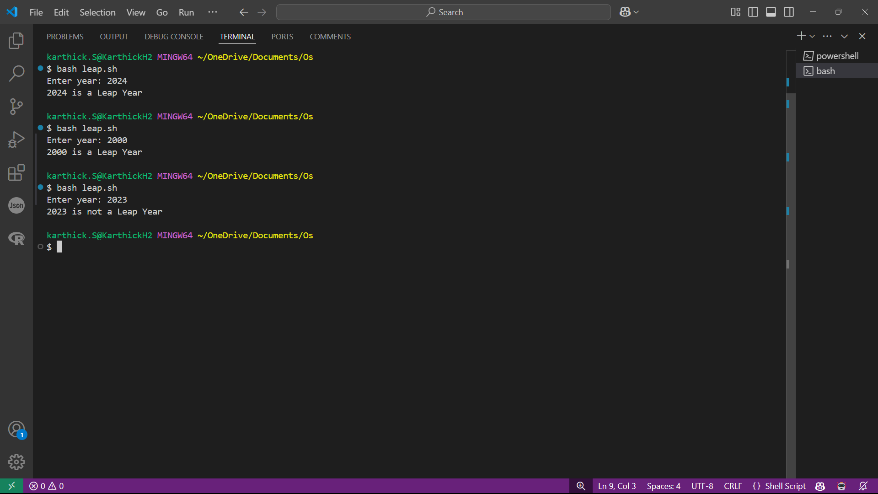 File Edit Selection View Go Run ··· Search
PROBLEMS OUTPUT DEBUG CONSOLE TERMINAL PORTS COMMENTS
karthick.S@KarthickH2 MINGW64 ~/OneDrive/Documents/Os
$ bash leap.sh
Enter year: 2024
2024 is a Leap Year
karthick.S@KarthickH2 MINGW64 ~/OneDrive/Documents/Os
$ bash leap.sh
Enter year: 2000
2000 is a Leap Year
karthick.S@KarthickH2 MINGW64 ~/OneDrive/Documents/Os
$ bash leap.sh
Enter year: 2023
2023 is not a Leap Year
karthick.S@KarthickH2 MINGW64 ~/OneDrive/Documents/Os
$
powershell
bash
Json
R
1
0 0 Ln 9, Col 3 Spaces: 4 UTF-8 CRLF {} Shell Script